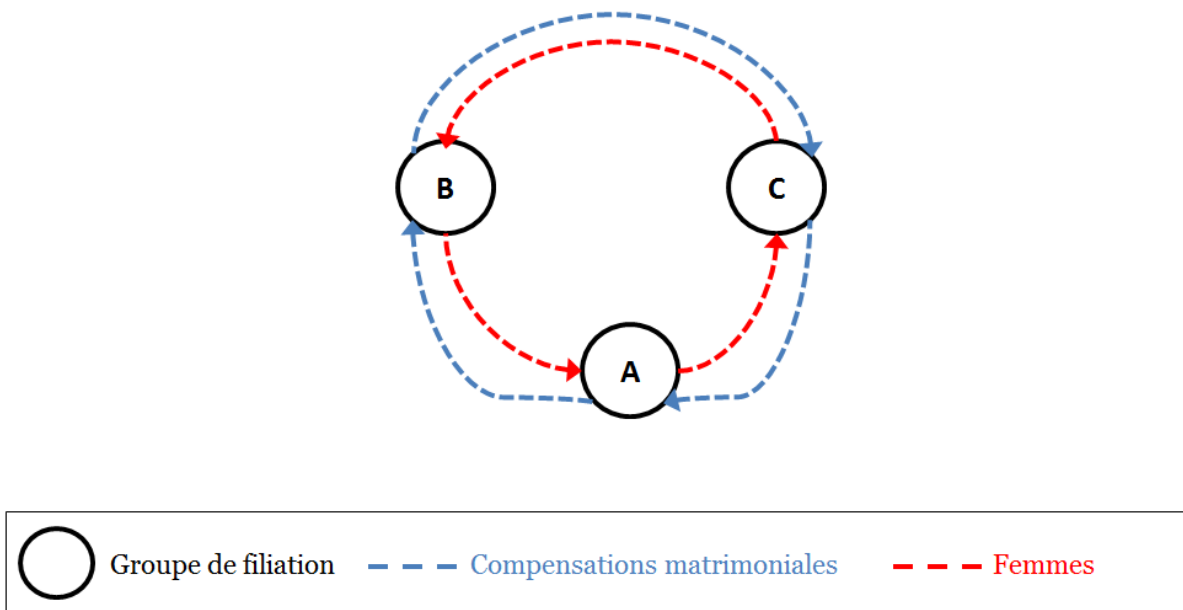 B
C
A
Groupe de filiation
Compensations matrimoniales
Femmes